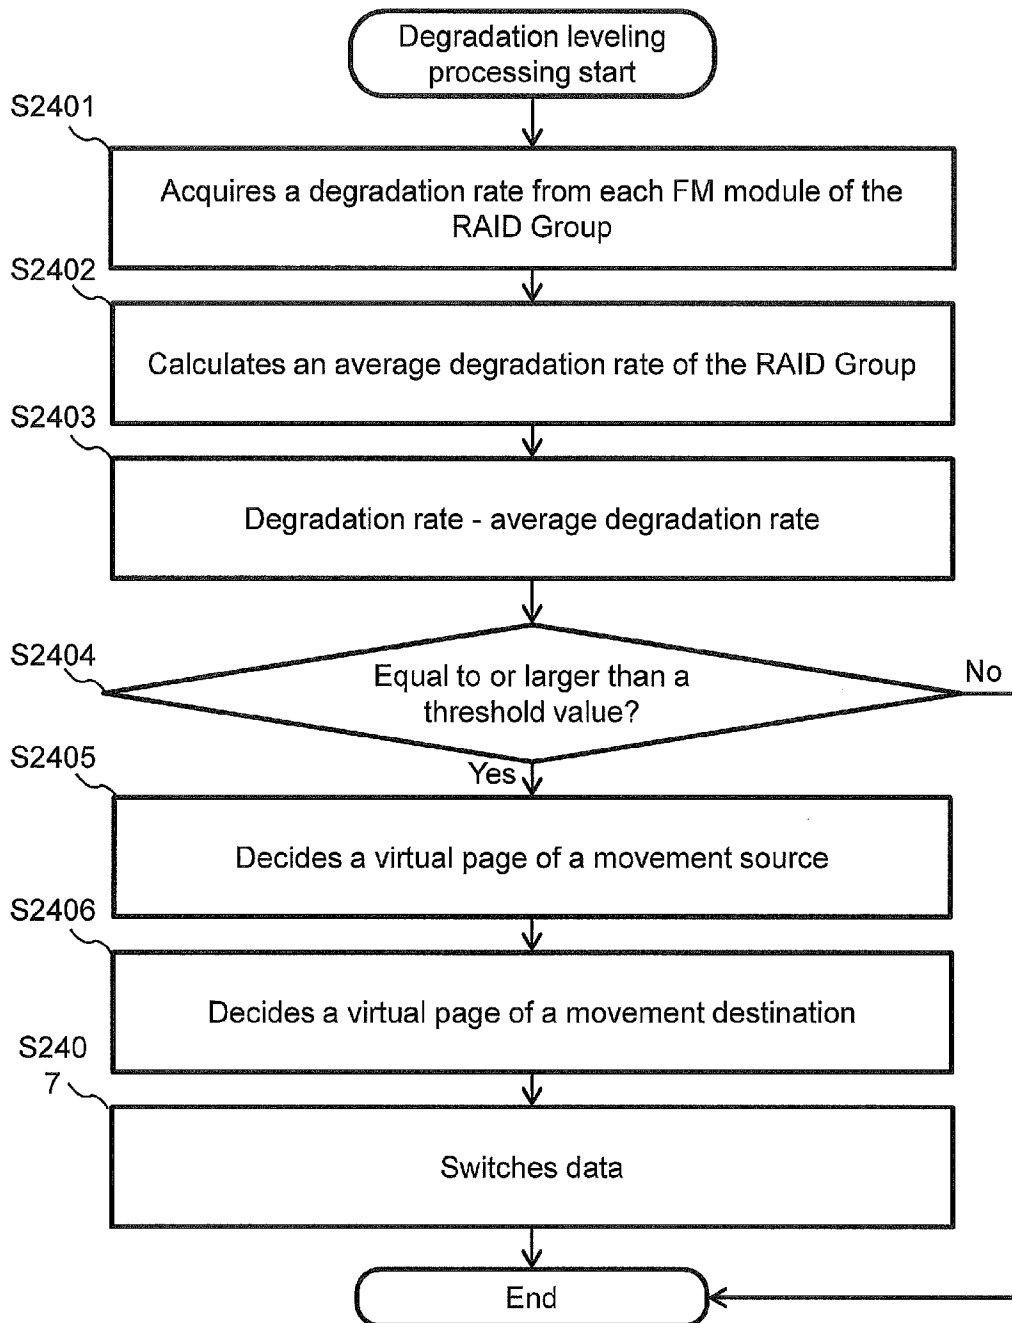 Degradation leveling
processing start
S2401
Acquires a degradation rate from each FM module of the
RAID Group
S2402
Calculates an average degradation rate of the RAID Group
S2403
Degradation rate - average degradation rate
S2404
Equal to or larger than a
threshold value?
No
Yes
S2405
Decides a virtual page of a movement source
S2406
Decides a virtual page of a movement destination
S240
7
Switches data
End